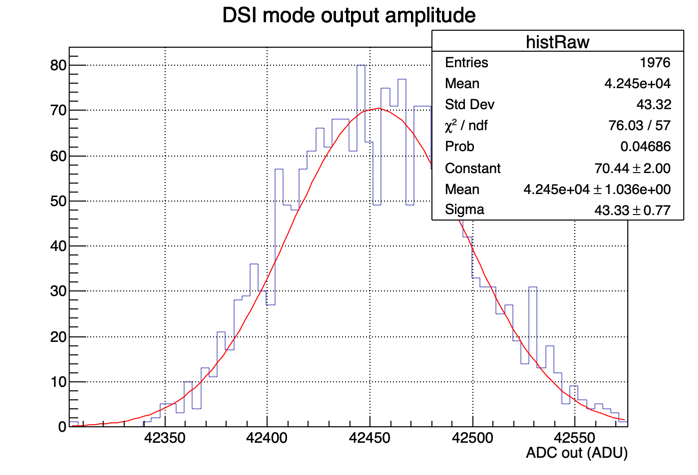 DSI mode output amplitude
histRaw
Entries 1976
Mean 4.245e+04
Std Dev 43.32
χ² / ndf 76.03 / 57
Prob 0.04686
Constant 70.44 ± 2.00
Mean 4.245e+04 ± 1.036e+00
Sigma 43.33 ± 0.77
80
70
60
50
40
30
20
10
0
42350 42400 42450 42500 42550
ADC out (ADU)